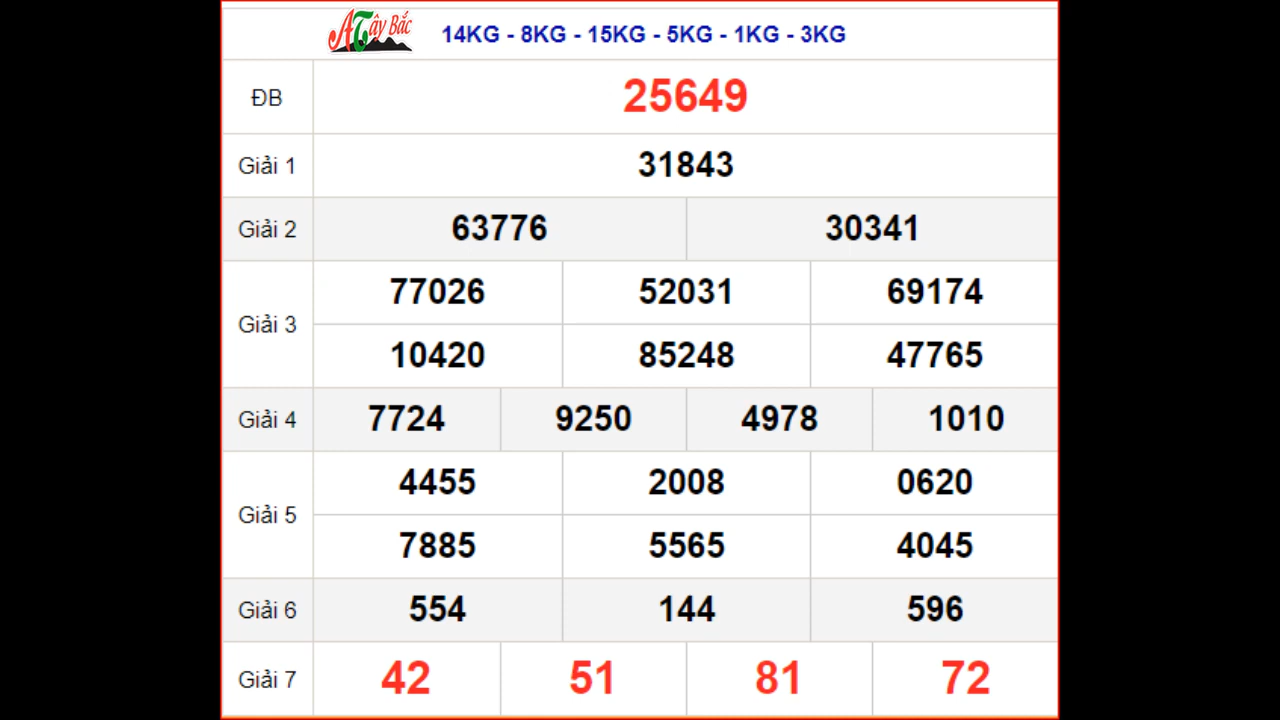 ATây Bắc 14KG - 8KG - 15KG - 5KG - 1KG - 3KG
ĐB 25649
Giải 1 31843
Giải 2 63776 30341
Giải 3
77026 52031 69174
10420 85248 47765
Giải 4 7724 9250 4978 1010
Giải 5
4455 2008 0620
7885 5565 4045
Giải 6 554 144 596
Giải 7 42 51 81 72